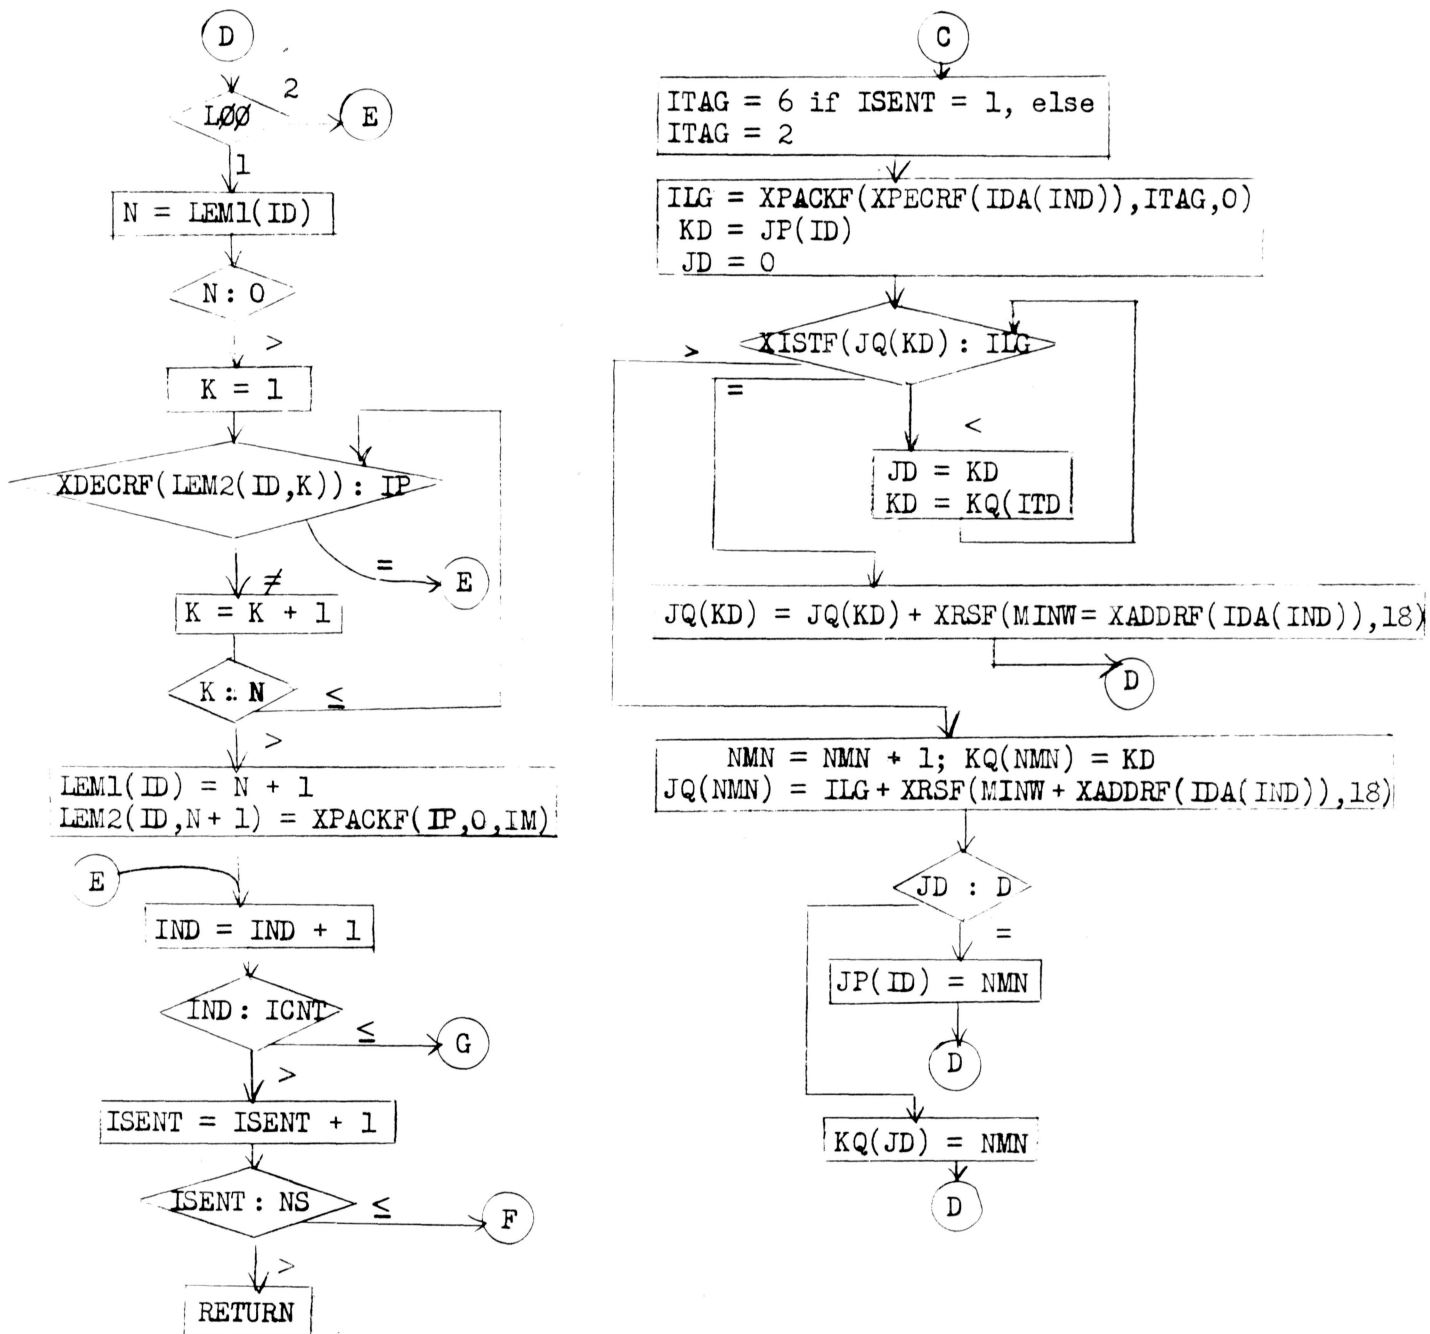 D
LØØ
2
E
1
N = LEM1(ID)
N : 0
>
K = 1
XDECRF(LEM2(ID,K)) : IP
=
E
≠
K = K + 1
K : N
≤
>
LEM1(ID) = N + 1
LEM2(ID,N+ 1) = XPACKF(IP,0,IM)
E
IND = IND + 1
IND : ICNT
≤
G
>
ISENT = ISENT + 1
ISENT : NS
≤
F
>
RETURN
C
ITAG = 6 if ISENT = 1, else
ITAG = 2
ILG = XPACKF(XPECRF(IDA(IND)),ITAG,0)
KD = JP(ID)
JD = 0
XISTF(JQ(KD) : ILG
>
=
<
JD = KD
KD = KQ(ITD
JQ(KD) = JQ(KD) + XRSF(MINW= XADDRF(IDA(IND)),18)
D
NMN = NMN + 1; KQ(NMN) = KD
JQ(NMN) = ILG + XRSF(MINW + XADDRF(IDA(IND)),18)
JD : D
=
JP(ID) = NMN
D
KQ(JD) = NMN
D